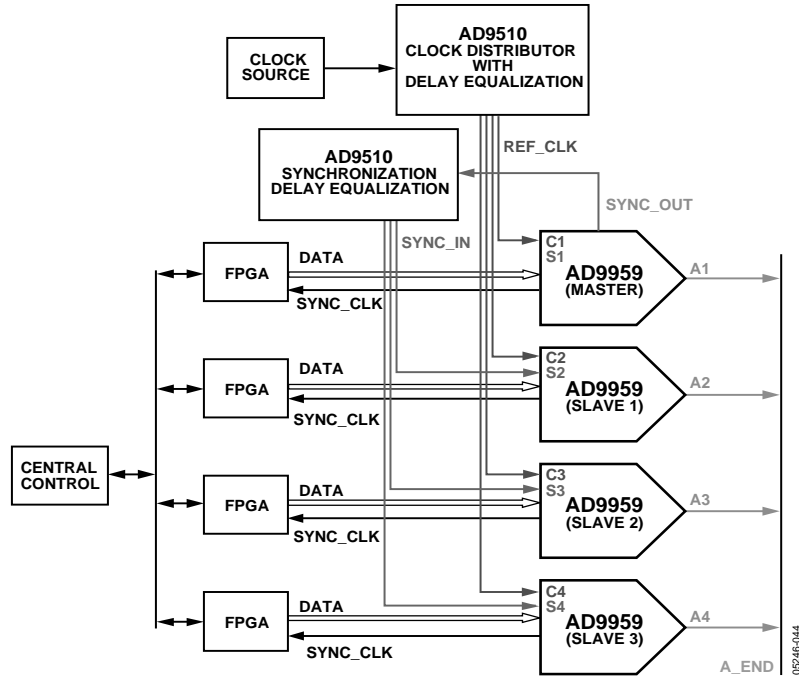 CLOCK
SOURCE
AD9510
CLOCK DISTRIBUTOR
WITH
DELAY EQUALIZATION
REF_CLK
AD9510
SYNCHRONIZATION
DELAY EQUALIZATION
SYNC_OUT
SYNC_IN
FPGA
DATA
SYNC_CLK
C1
S1
AD9959
(MASTER)
A1
FPGA
DATA
SYNC_CLK
C2
S2
AD9959
(SLAVE 1)
A2
CENTRAL
CONTROL
FPGA
DATA
SYNC_CLK
C3
S3
AD9959
(SLAVE 2)
A3
FPGA
DATA
SYNC_CLK
C4
S4
AD9959
(SLAVE 3)
A4
A_END
05246-044